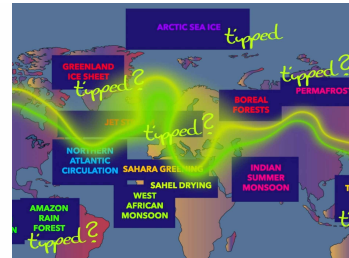 ARCTIC SEA ICE
tipped
GREENLAND
ICE SHEET
tipped?
tipped?
PERMAFROST
BOREAL
FORESTS
JET
tipped?
NORTHERN
ATLANTIC
CIRCULATION
SAHARA GREENING
SAHEL DRYING
WEST
AFRICAN
MONSOON
INDIAN
SUMMER
MONSOON
AMAZON
RAIN
FOREST
tipped?